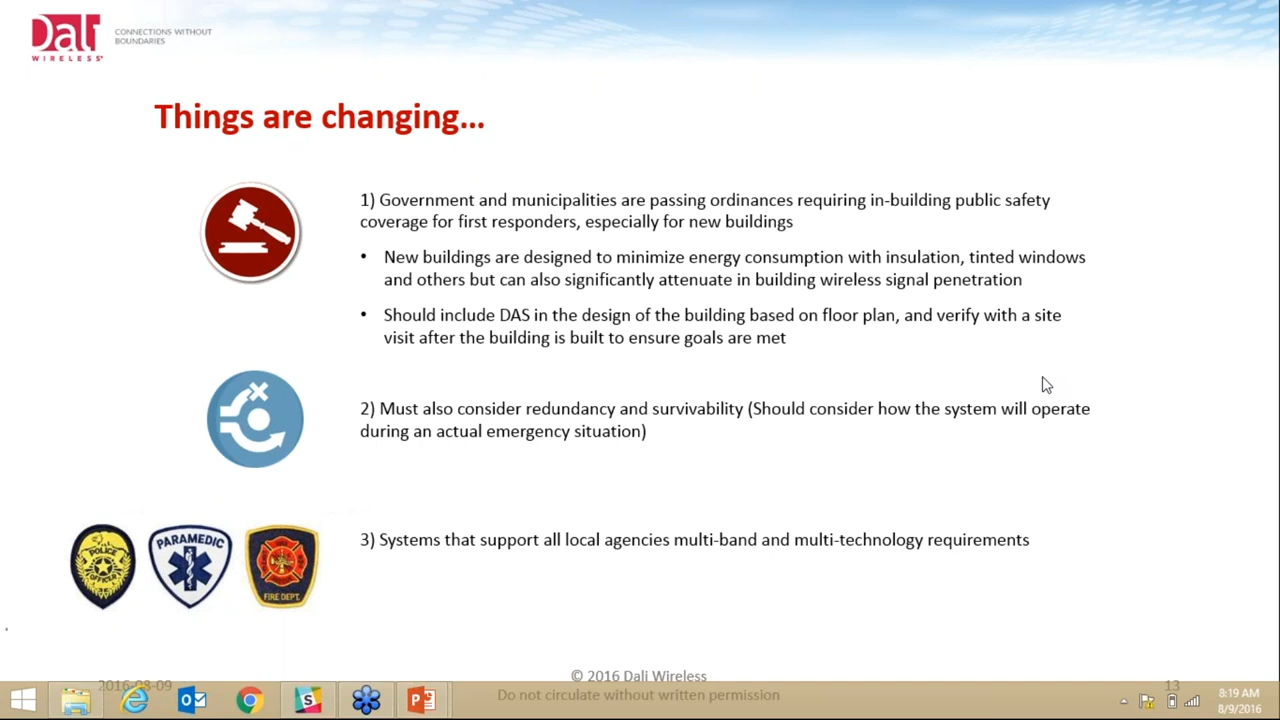 Dali
WIRELESS
CONNECTIONS WITHOUT
BOUNDARIES
Things are changing...
1) Government and municipalities are passing ordinances requiring in-building public safety
coverage for first responders, especially for new buildings
• New buildings are designed to minimize energy consumption with insulation, tinted windows
and others but can also significantly attenuate in building wireless signal penetration
• Should include DAS in the design of the building based on floor plan, and verify with a site
visit after the building is built to ensure goals are met
2) Must also consider redundancy and survivability (Should consider how the system will operate
during an actual emergency situation)
POLICE
OFFICER
PARAMEDIC
FIRE DEPT.
3) Systems that support all local agencies multi-band and multi-technology requirements
© 2016 Dali Wireless
2016-08-09
Do not circulate without written permission
13
8:19 AM
8/9/2016